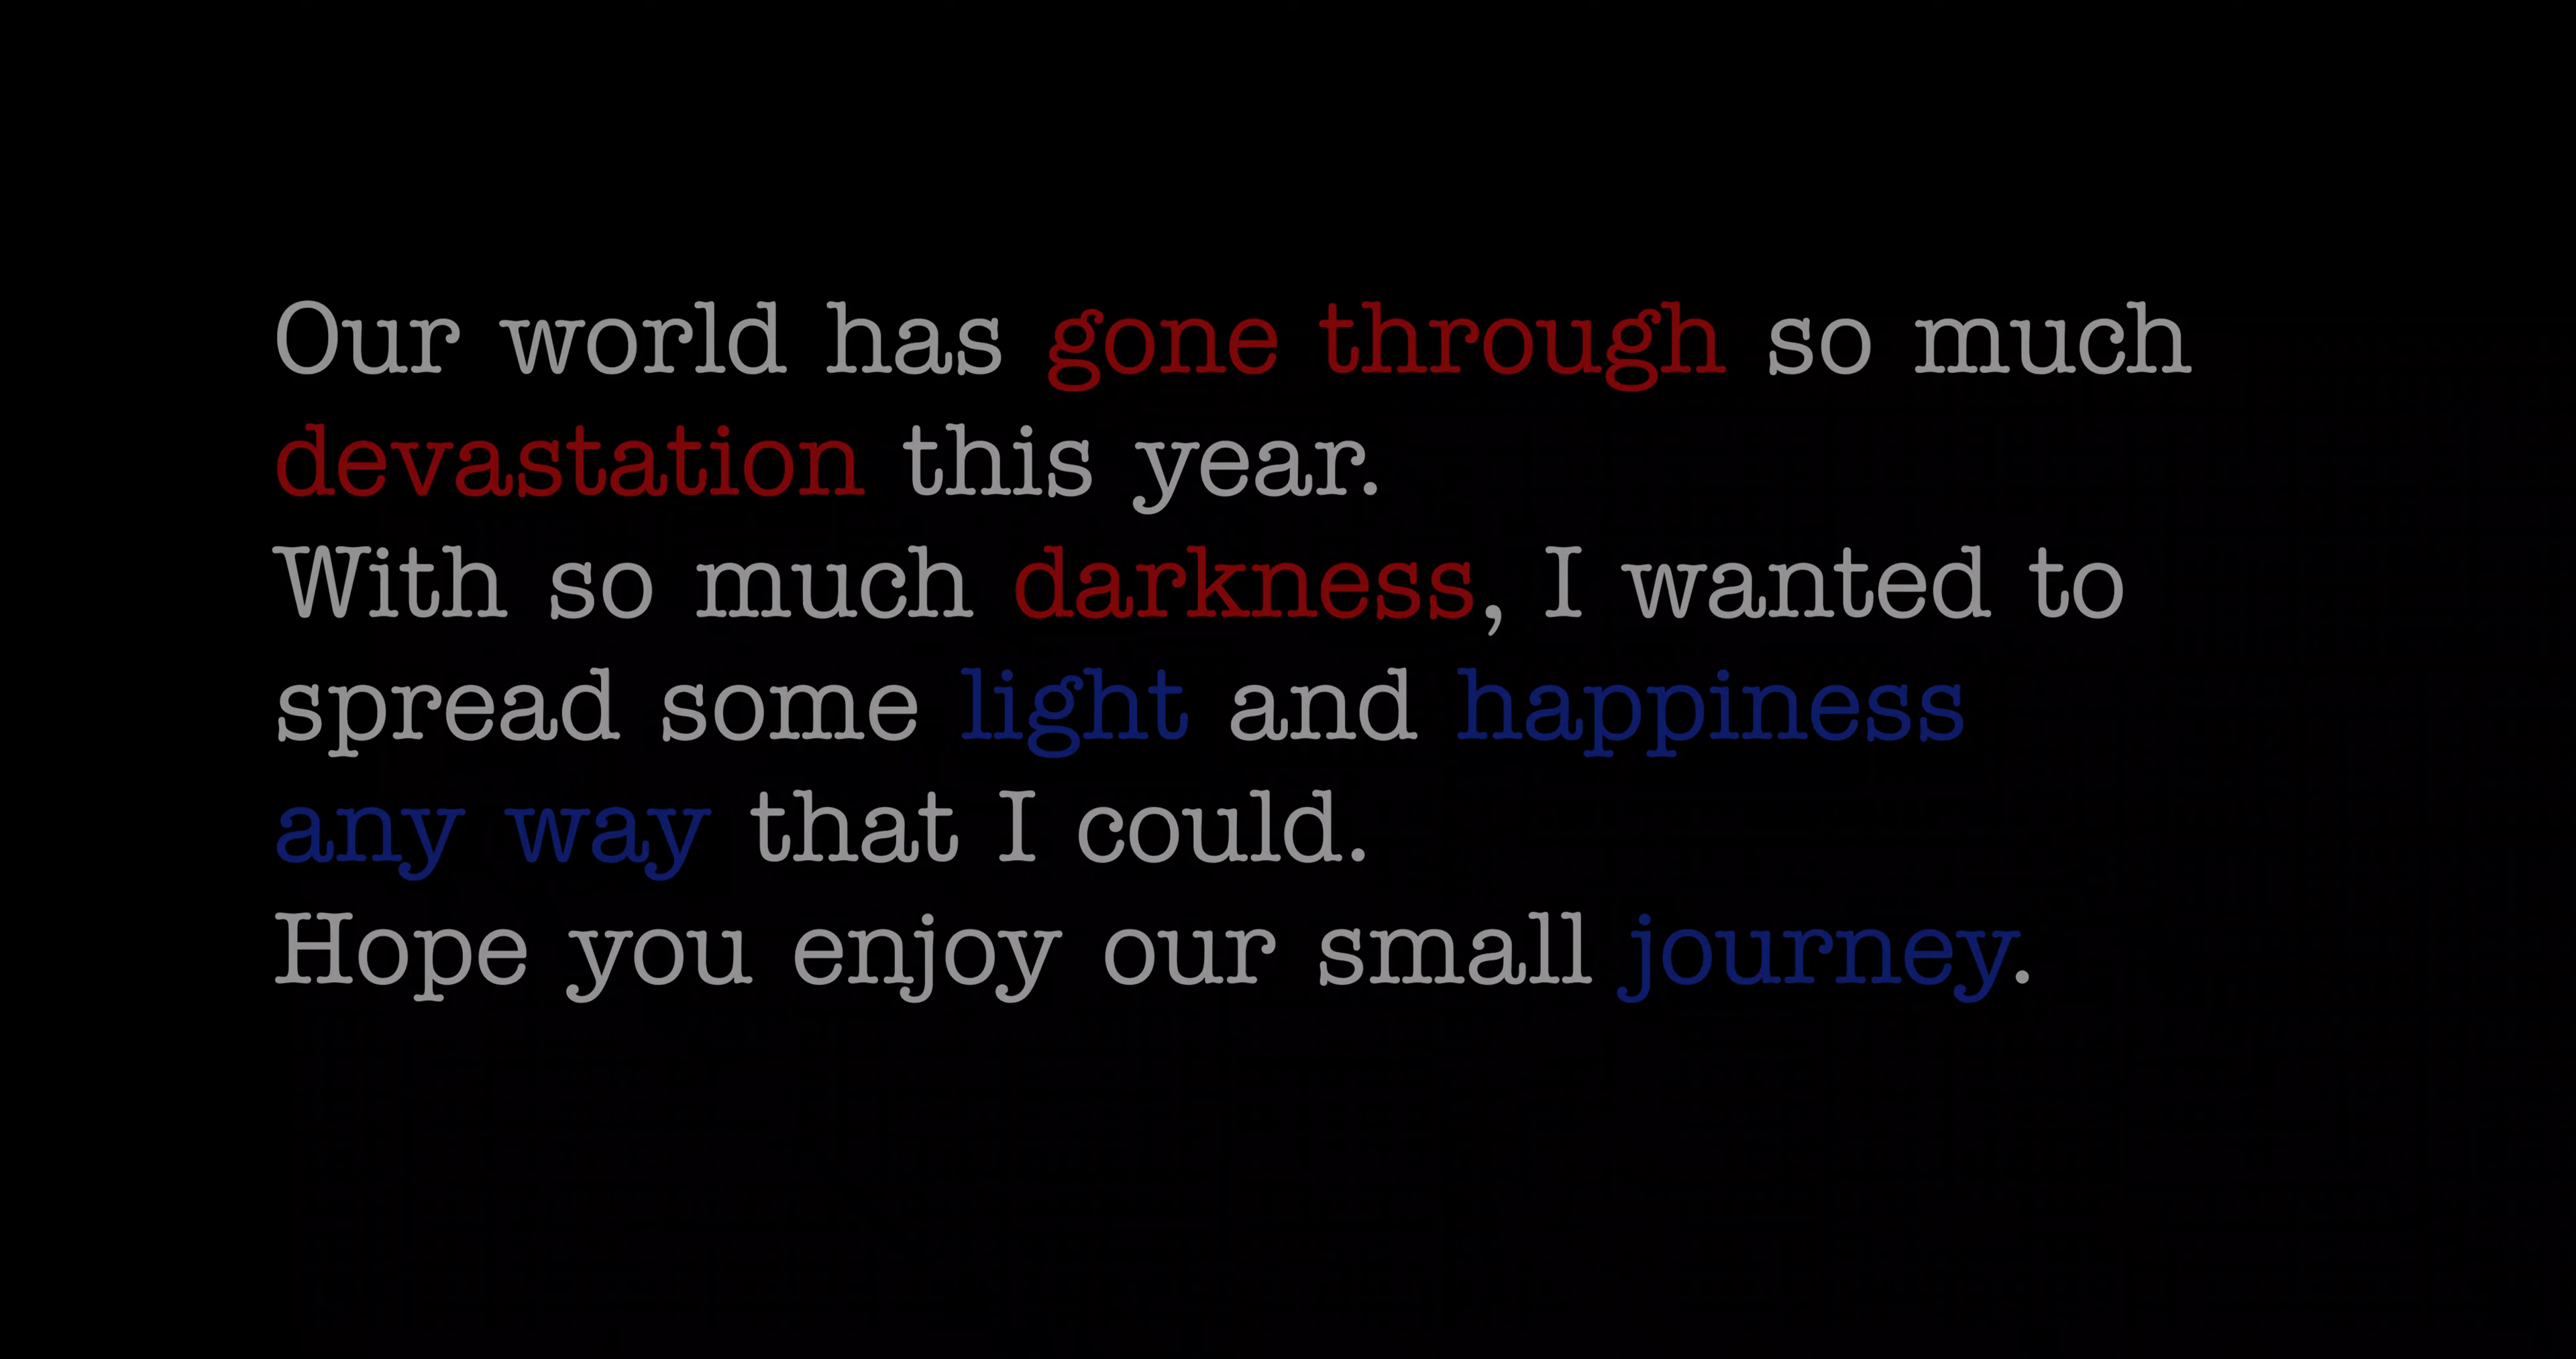 Our world has gone through so much
devastation this year.
With so much darkness, I wanted to
spread some light and happiness
any way that I could.
Hope you enjoy our small journey.